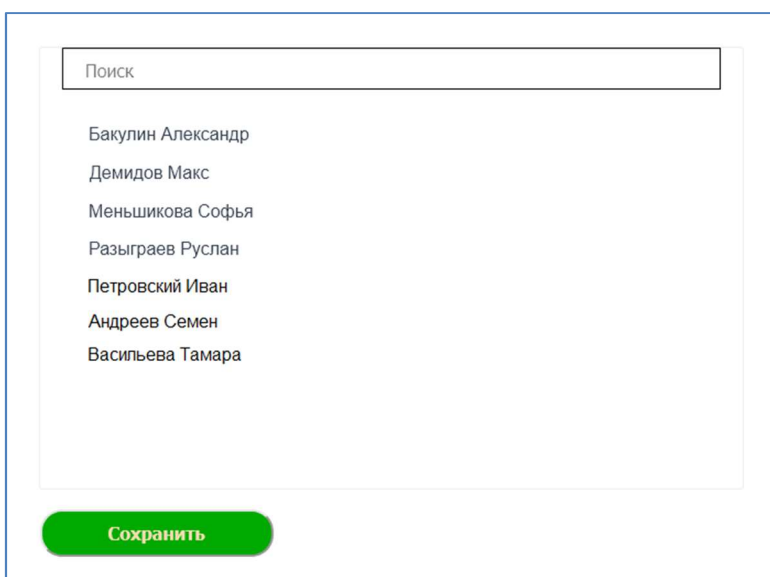 Поиск
Бакулин Александр
Демидов Макс
Меньшикова Софья
Разыграев Руслан
Петровский Иван
Андреев Семен
Васильева Тамара
Сохранить